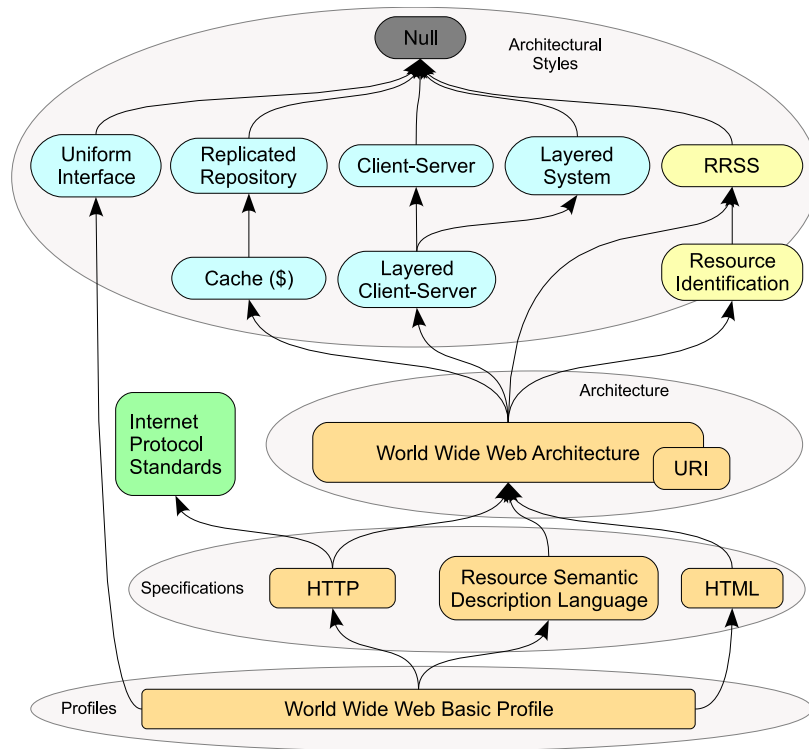 Null
Architectural
Styles
Uniform
Interface
Replicated
Repository
Client-Server
Layered
System
RRSS
Cache ($)
Layered
Client-Server
Resource
Identification
Architecture
Internet
Protocol
Standards
World Wide Web Architecture
URI
Specifications
HTTP
Resource Semantic
Description Language
HTML
Profiles
World Wide Web Basic Profile